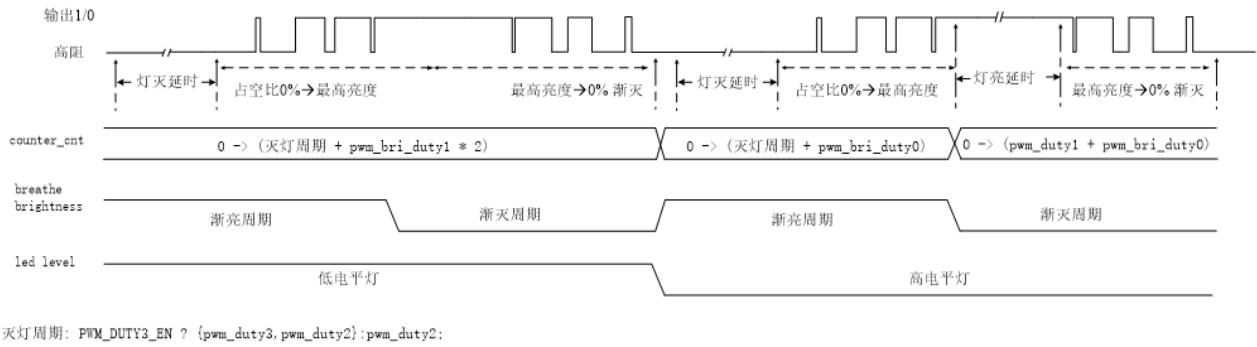 输出1/0
高阻
灯灭延时 占空比0%→最高亮度 最高亮度→0% 渐灭 灯灭延时 占空比0%→最高亮度 灯亮延时 最高亮度→0% 渐灭
counter_cnt 0 -> (灭灯周期 + pwm_bri_duty1 * 2) 0 -> (灭灯周期 + pwm_bri_duty0) 0 -> (pwm_duty1 + pwm_bri_duty0)
breathe
brightness 渐亮周期 渐灭周期 渐亮周期 渐灭周期
led level 低电平灯 高电平灯
灭灯周期: PWM_DUTY3_EN ? {pwm_duty3,pwm_duty2}:pwm_duty2;